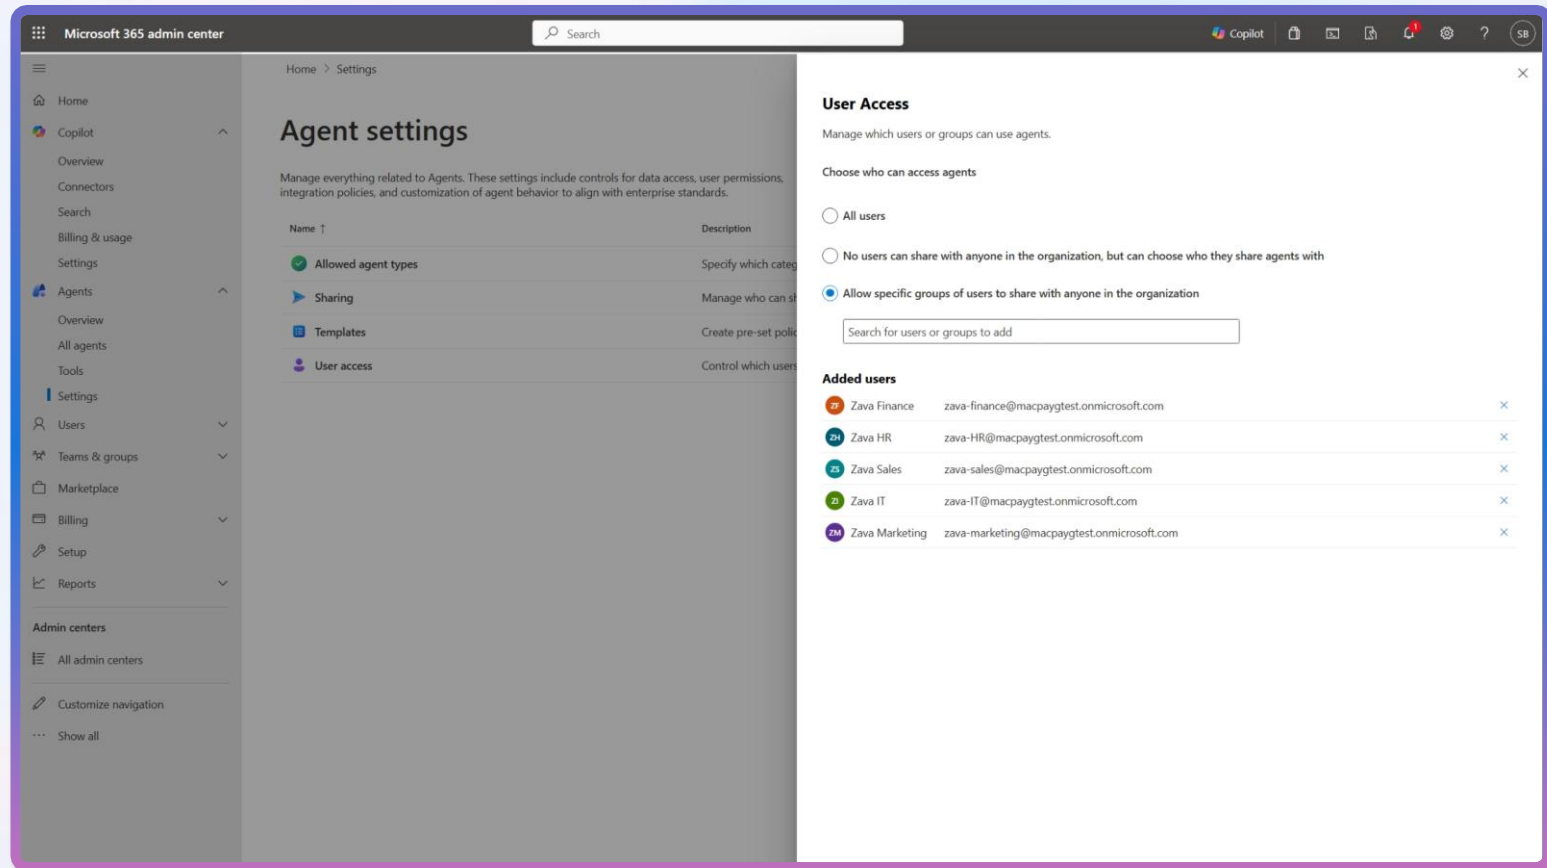 Microsoft 365 admin center
Search
Copilot
1
?
SB
Home
Copilot
Overview
Connectors
Search
Billing & usage
Settings
Agents
Overview
All agents
Tools
Settings
Users
Teams & groups
Marketplace
Billing
Setup
Reports
Admin centers
All admin centers
Customize navigation
Show all
Home > Settings
Agent settings
Manage everything related to Agents. These settings include controls for data access, user permissions,
integration policies, and customization of agent behavior to align with enterprise standards.
Name ↑ Description
Allowed agent types Specify which categ
Sharing Manage who can sh
Templates Create pre-set polic
User access Control which users
User Access
Manage which users or groups can use agents.
Choose who can access agents
All users
No users can share with anyone in the organization, but can choose who they share agents with
Allow specific groups of users to share with anyone in the organization
Search for users or groups to add
Added users
ZF Zava Finance zava-finance@macpaygtest.onmicrosoft.com
ZH Zava HR zava-HR@macpaygtest.onmicrosoft.com
ZS Zava Sales zava-sales@macpaygtest.onmicrosoft.com
ZI Zava IT zava-IT@macpaygtest.onmicrosoft.com
ZM Zava Marketing zava-marketing@macpaygtest.onmicrosoft.com